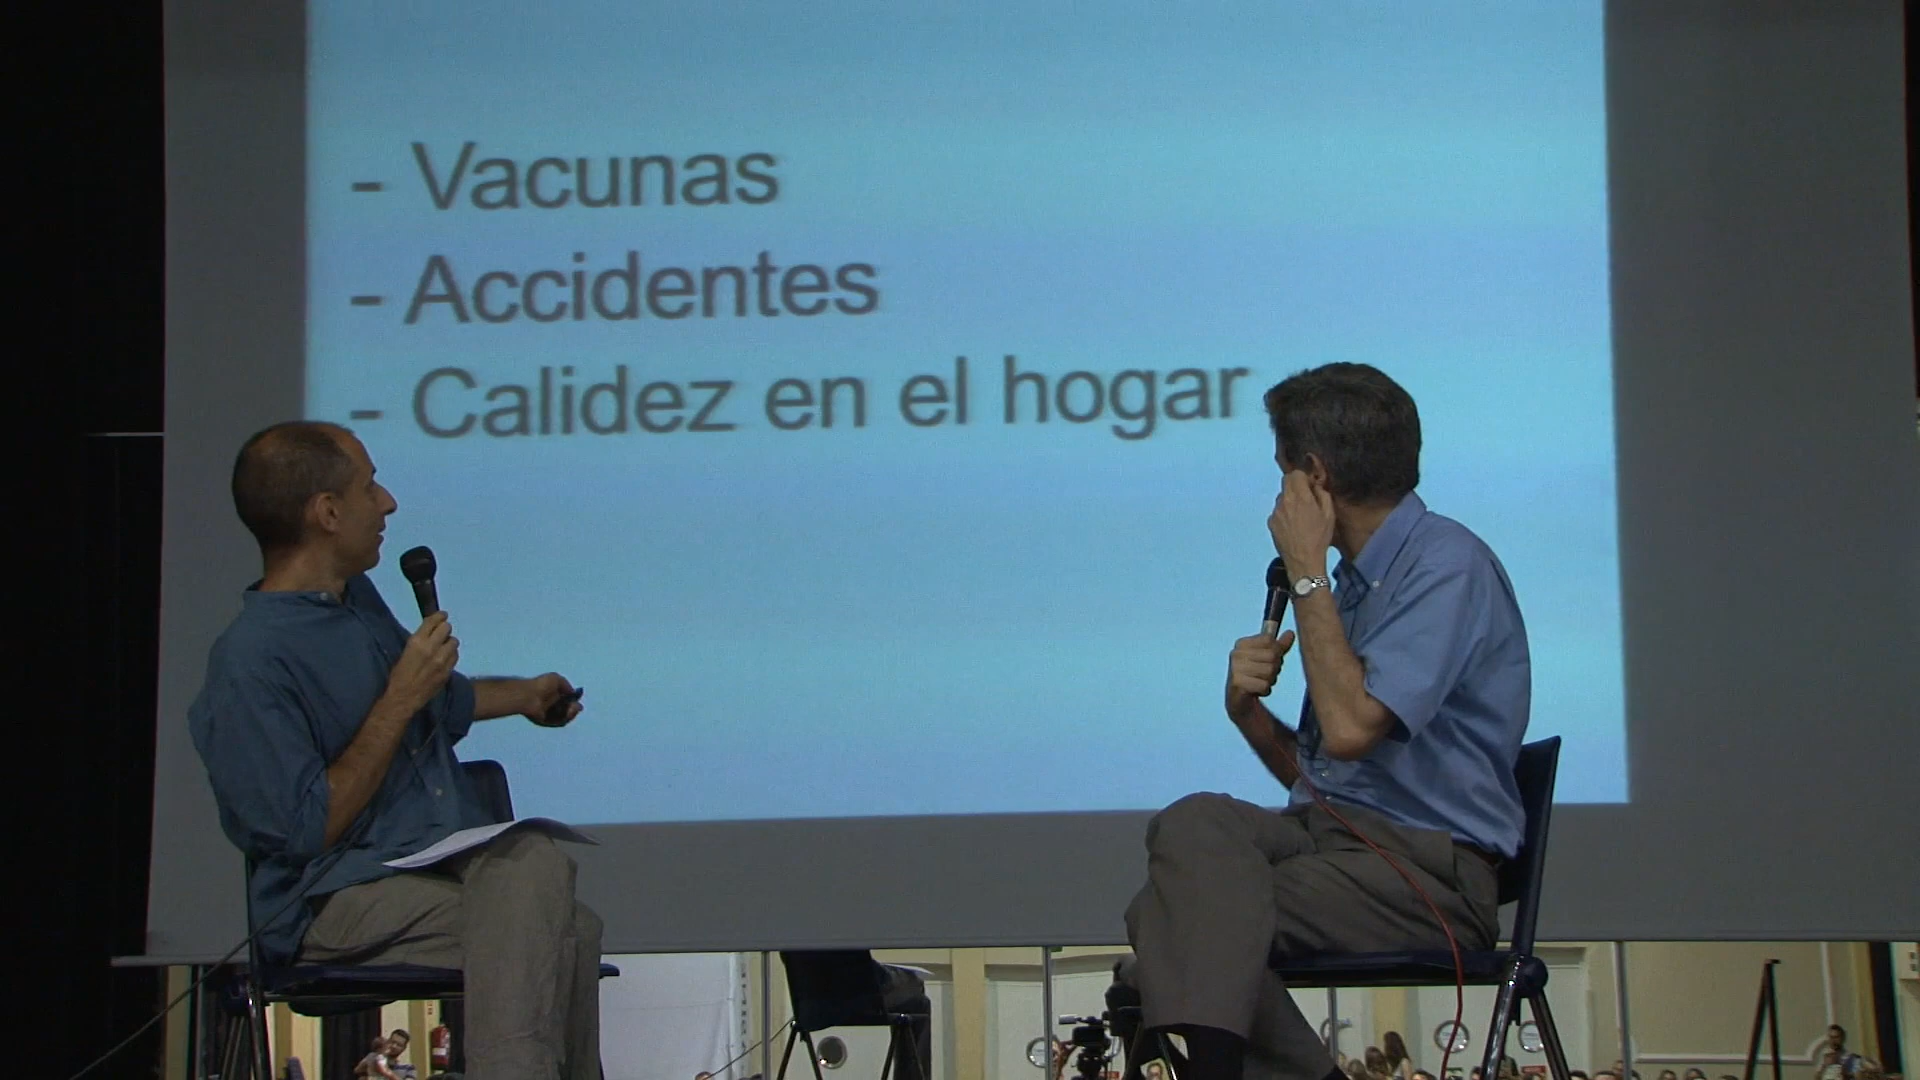 - Vacunas
- Accidentes
- Calidez en el hogar